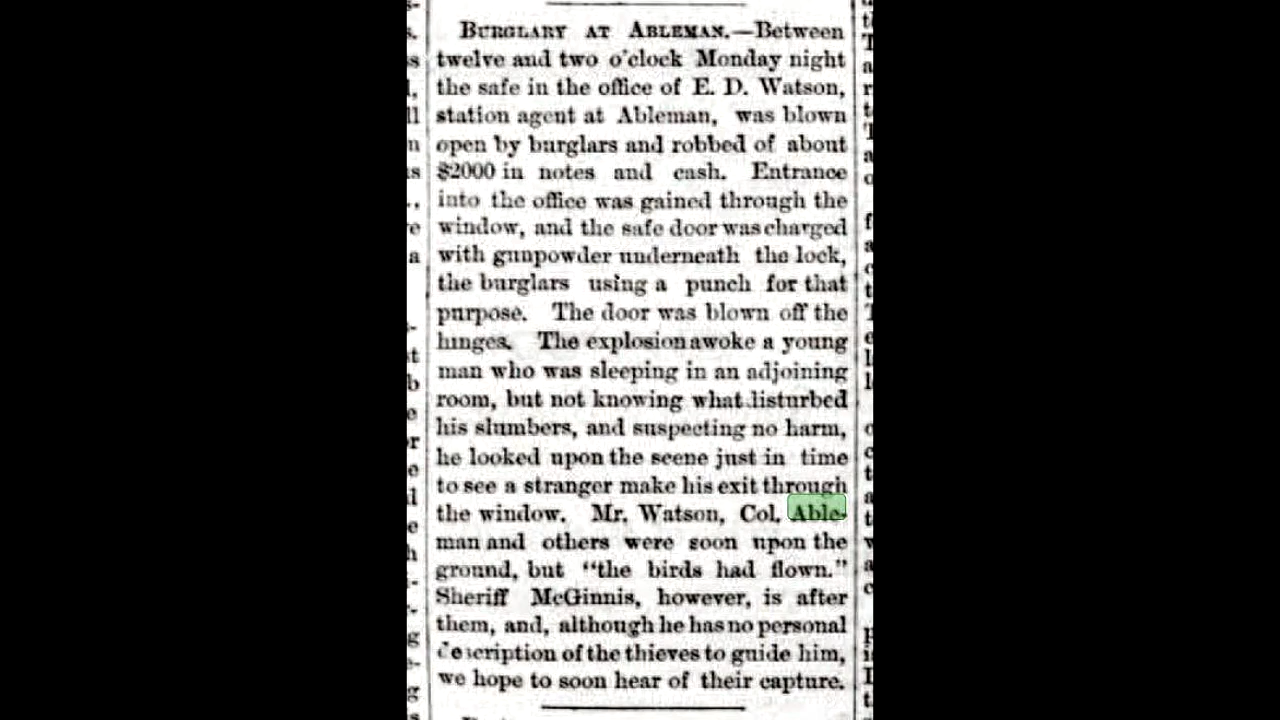 BURGLARY AT ABLEMAN.—Between
twelve and two o'clock Monday night
the safe in the office of E. D. Watson,
station agent at Ableman, was blown
open by burglars and robbed of about
$2000 in notes and cash. Entrance
into the office was gained through the
window, and the safe door was charged
with gunpowder underneath the lock,
the burglars using a punch for that
purpose. The door was blown off the
hinges. The explosion awoke a young
man who was sleeping in an adjoining
room, but not knowing what listurbed
his slumbers, and suspecting no harm,
he looked upon the scene just in time
to see a stranger make his exit through
the window. Mr. Watson, Col. Able-
man and others were soon upon the
ground, but "the birds had flown."
Sheriff McGinnis, however, is after
them, and, although he has no personal
description of the thieves to guide him,
we hope to soon hear of their capture.